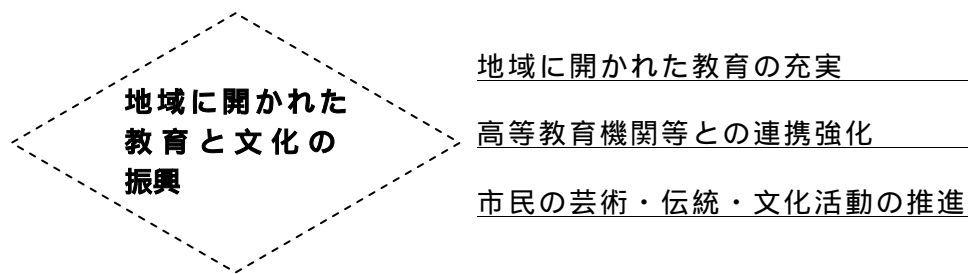 地域に開かれた
教育と文化の
振興
地域に開かれた教育の充実
高等教育機関等との連携強化
市民の芸術・伝統・文化活動の推進